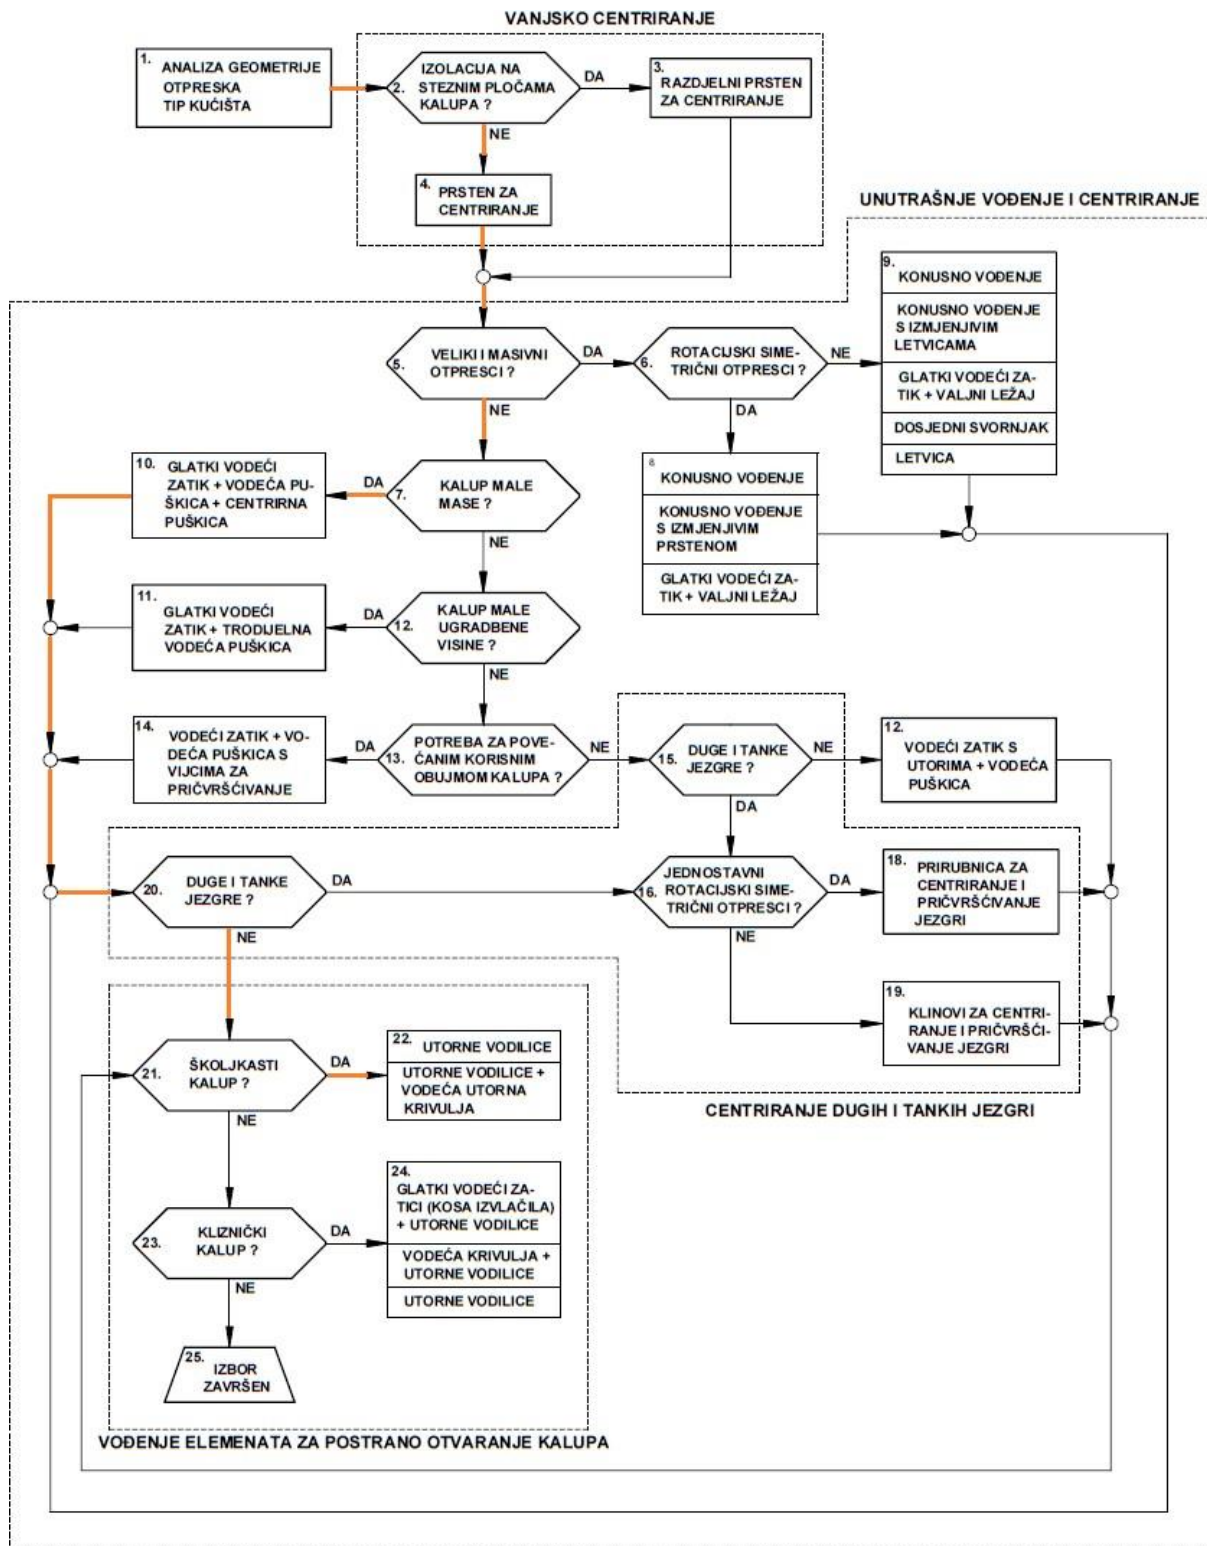 VANJSKO CENTRIRANJE
1.
ANALIZA GEOMETRIJE
OTPRESKA
TIP KUĆIŠTA
IZOLACIJA NA
2. STEZNIM PLOČAMA
KALUPA ?
DA
3.
RAZDJELNI PRSTEN
ZA CENTRIRANJE
NE
4. PRSTEN ZA
CENTRIRANJE
UNUTRAŠNJE VOĐENJE I CENTRIRANJE
VELIKI I MASIVNI
5. OTPRESCI ?
DA
ROTACIJSKI SIME-
6. TRIČNI OTPRESCI ?
NE
9.
KONUSNO VOĐENJE
KONUSNO VOĐENJE
S IZMJENJIVIM
LETVICAMA
GLATKI VODEĆI ZA-
TIK + VALJNI LEŽAJ
DOSJEDNI SVORNJAK
LETVICA
NE
DA
10. GLATKI VODEĆI
ZATIK + VODEĆA PU-
ŠKICA + CENTRIRNA
PUŠKICA
DA
KALUP MALE
7. MASE ?
NE
8
KONUSNO VOĐENJE
KONUSNO VOĐENJE
S IZMJENJIVIM
PRSTENOM
GLATKI VODEĆI ZA-
TIK + VALJNI LEŽAJ
11.
GLATKI VODEĆI
ZATIK + TRODIJELNA
VODEĆA PUŠKICA
DA
KALUP MALE
12. UGRADBENE
VISINE ?
NE
14. VODEĆI ZATIK + VO-
DEĆA PUŠKICA S
VIJCIMA ZA
PRIČVRŠĆIVANJE
DA
POTREBA ZA POVE-
13. ĆANIM KORISNIM
OBUJMOM KALUPA ?
NE
DUGE I TANKE
15. JEZGRE ?
NE
12.
VODEĆI ZATIK S
UTORIMA + VODEĆA
PUŠKICA
DA
DUGE I TANKE
20. JEZGRE ?
DA
JEDNOSTAVNI
16. ROTACIJSKI SIME-
TRIČNI OTPRESCI ?
DA
18. PRIRUBNICA ZA
CENTRIRANJE I
PRIČVRŠĆIVANJE
JEZGRI
NE
NE
19.
KLINOVI ZA CENTRI-
RANJE I PRIČVRŠĆI-
VANJE JEZGRI
ŠKOLJKASTI
21. KALUP ?
DA
22. UTORNE VODILICE
UTORNE VODILICE +
VODEĆA UTORNA
KRIVULJA
CENTRIRANJE DUGIH I TANKIH JEZGRI
NE
KLIZNIČKI
23. KALUP ?
DA
24.
GLATKI VODEĆI ZA-
TICI (KOSA IZVLAČILA)
+ UTORNE VODILICE
VODEĆA KRIVULJA +
UTORNE VODILICE
UTORNE VODILICE
NE
25.
IZBOR
ZAVRŠEN
VOĐENJE ELEMENATA ZA POSTRANO OTVARANJE KALUPA